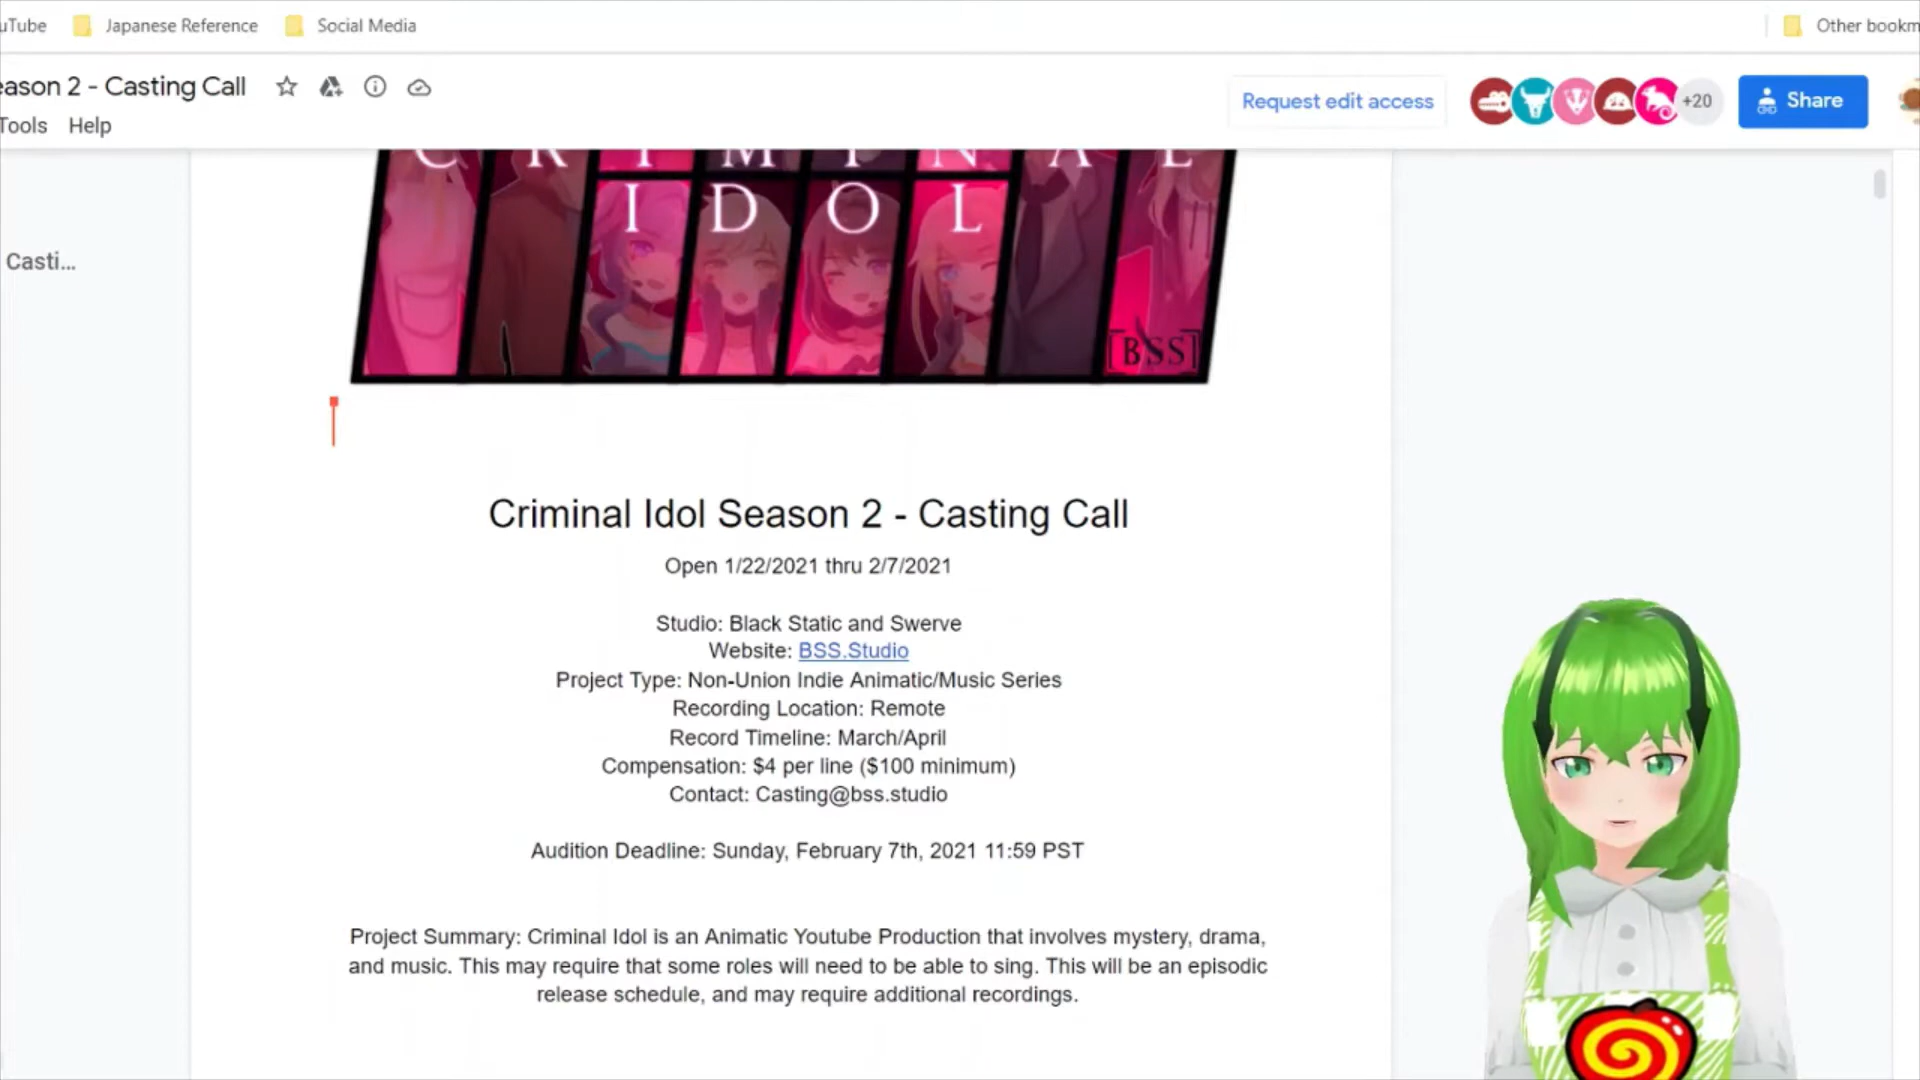 uTube Japanese Reference Social Media Other bookm
eason 2 - Casting Call
Request edit access +20 Share
Tools Help
CRIMINAL
IDOL
Casti...
[BSS]
Criminal Idol Season 2 - Casting Call
Open 1/22/2021 thru 2/7/2021
Studio: Black Static and Swerve
Website: BSS.Studio
Project Type: Non-Union Indie Animatic/Music Series
Recording Location: Remote
Record Timeline: March/April
Compensation: $4 per line ($100 minimum)
Contact: Casting@bss.studio
Audition Deadline: Sunday, February 7th, 2021 11:59 PST
Project Summary: Criminal Idol is an Animatic Youtube Production that involves mystery, drama,
and music. This may require that some roles will need to be able to sing. This will be an episodic
release schedule, and may require additional recordings.